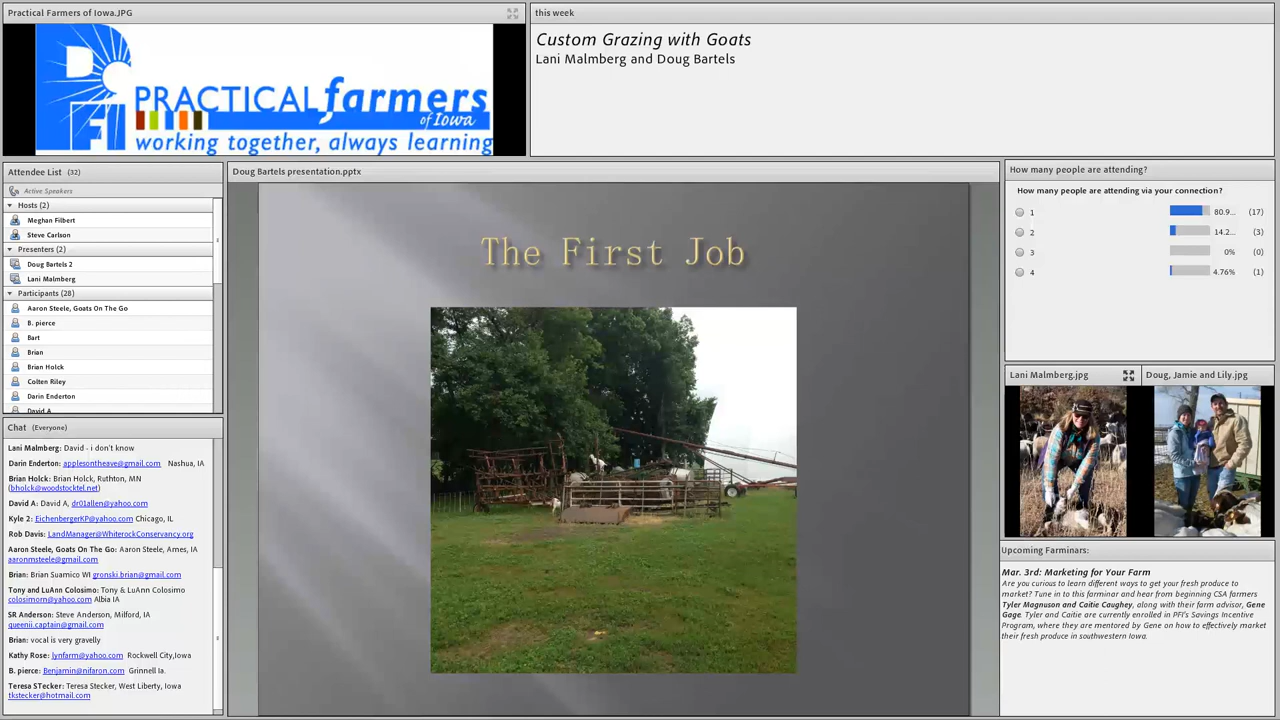 Practical Farmers of Iowa.JPG
PFI
PRACTICAL farmers
of Iowa
working together, always learning
this week
Custom Grazing with Goats
Lani Malmberg and Doug Bartels
Attendee List (32)
Active Speakers
Hosts (2)
Meghan Filbert
Steve Carlson
Presenters (2)
Doug Bartels 2
Lani Malmberg
Participants (28)
Aaron Steele, Goats On The Go
B. pierce
Bart
Brian
Brian Holck
Colten Riley
Darin Enderton
David A
Chat (Everyone)
Lani Malmberg: David - i don't know
Darin Enderton: applesontheave@gmail.com Nashua, IA
Brian Holck: Brian Holck, Ruthton, MN
(bholck@woodstocktel.net)
David A: David A, dr01allen@yahoo.com
Kyle 2: EichenbergerKP@yahoo.com Chicago, IL
Rob Davis: LandManager@WhiterockConservancy.org
Aaron Steele, Goats On The Go: Aaron Steele, Ames, IA
aaronmsteele@gmail.com
Brian: Brian Suamico WI gronski.brian@gmail.com
Tony and LuAnn Colosimo: Tony & LuAnn Colosimo
colosimorn@yahoo.com Albia IA
SR Anderson: Steve Anderson, Milford, IA
queenii.captain@gmail.com
Brian: vocal is very gravelly
Kathy Rose: lynfarm@yahoo.com Rockwell City,Iowa
B. pierce: Benjamin@nifaron.com Grinnell Ia.
Teresa STecker: Teresa Stecker, West Liberty, Iowa
tkstecker@hotmail.com
Doug Bartels presentation.pptx
The First Job
How many people are attending?
How many people are attending via your connection?
1 80.9... (17)
2 14.2... (3)
3 0% (0)
4 4.76% (1)
Lani Malmberg.jpg
Doug, Jamie and Lily.jpg
Upcoming Farminars:
Mar. 3rd: Marketing for Your Farm
Are you curious to learn different ways to get your fresh produce to
market? Tune in to this farminar and hear from beginning CSA farmers
Tyler Magnuson and Caitie Caughey, along with their farm advisor, Gene
Gage. Tyler and Caitie are currently enrolled in PFI's Savings Incentive
Program, where they are mentored by Gene on how to effectively market
their fresh produce in southwestern Iowa.